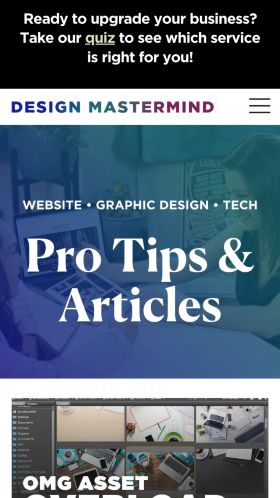 Ready to upgrade your business?
Take our quiz to see which service
is right for you!
DESIGN MASTERMIND
WEBSITE • GRAPHIC DESIGN • TECH
Pro Tips &
Articles
OMG ASSET
OVERLOAD